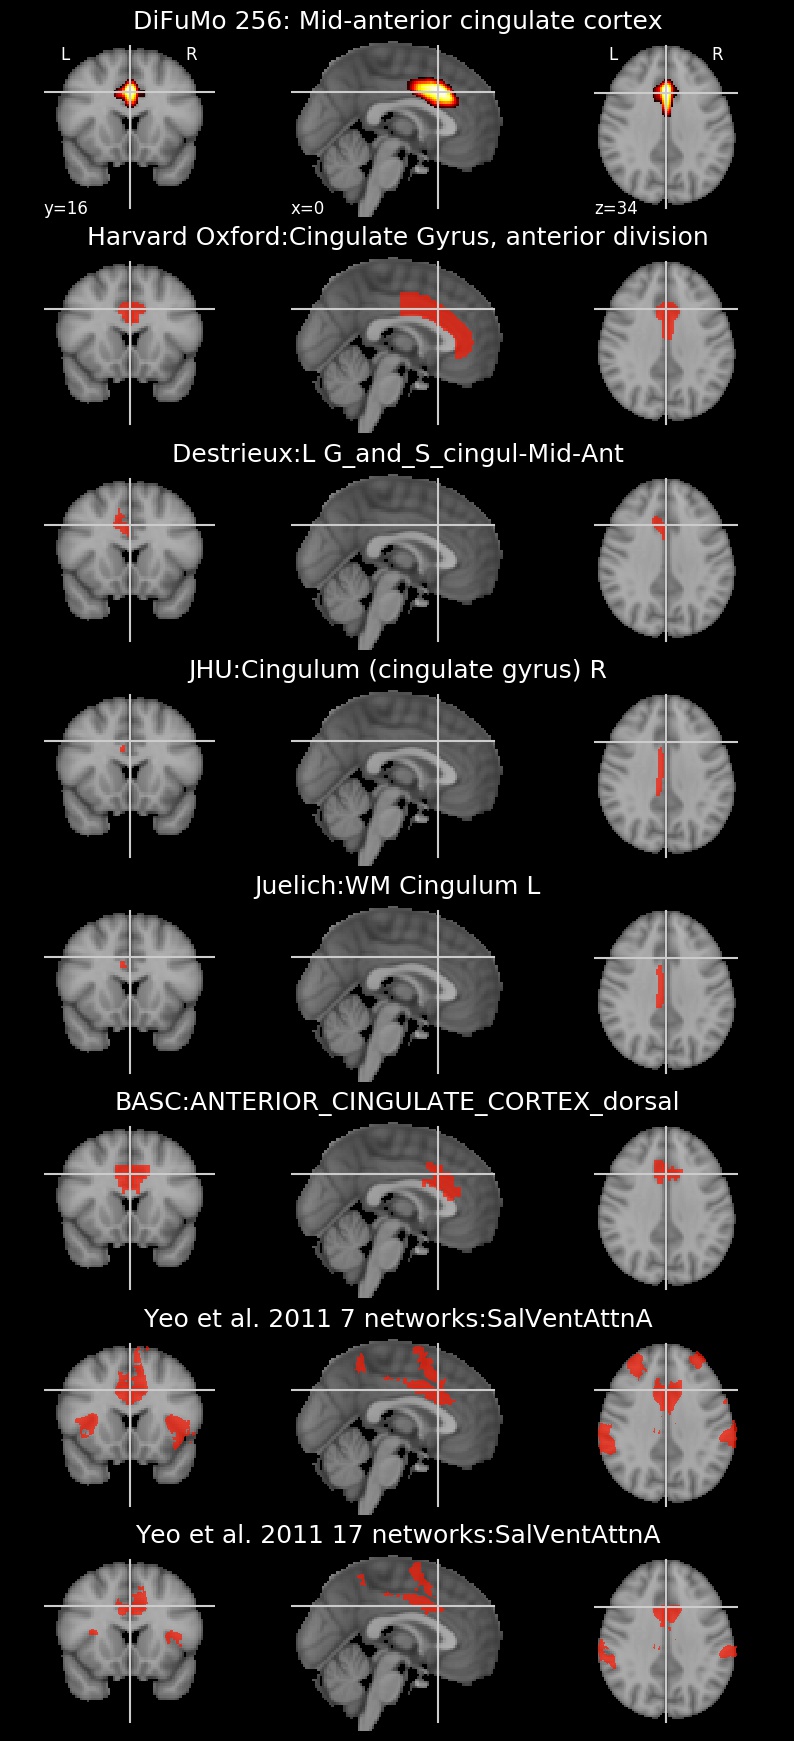 DiFuMo 256: Mid-anterior cingulate cortex
L R L R
y=16 x=0 z=34
Harvard Oxford:Cingulate Gyrus, anterior division
Destrieux:L G_and_S_cingul-Mid-Ant
JHU:Cingulum (cingulate gyrus) R
Juelich:WM Cingulum L
BASC:ANTERIOR_CINGULATE_CORTEX_dorsal
Yeo et al. 2011 7 networks:SalVentAttnA
Yeo et al. 2011 17 networks:SalVentAttnA